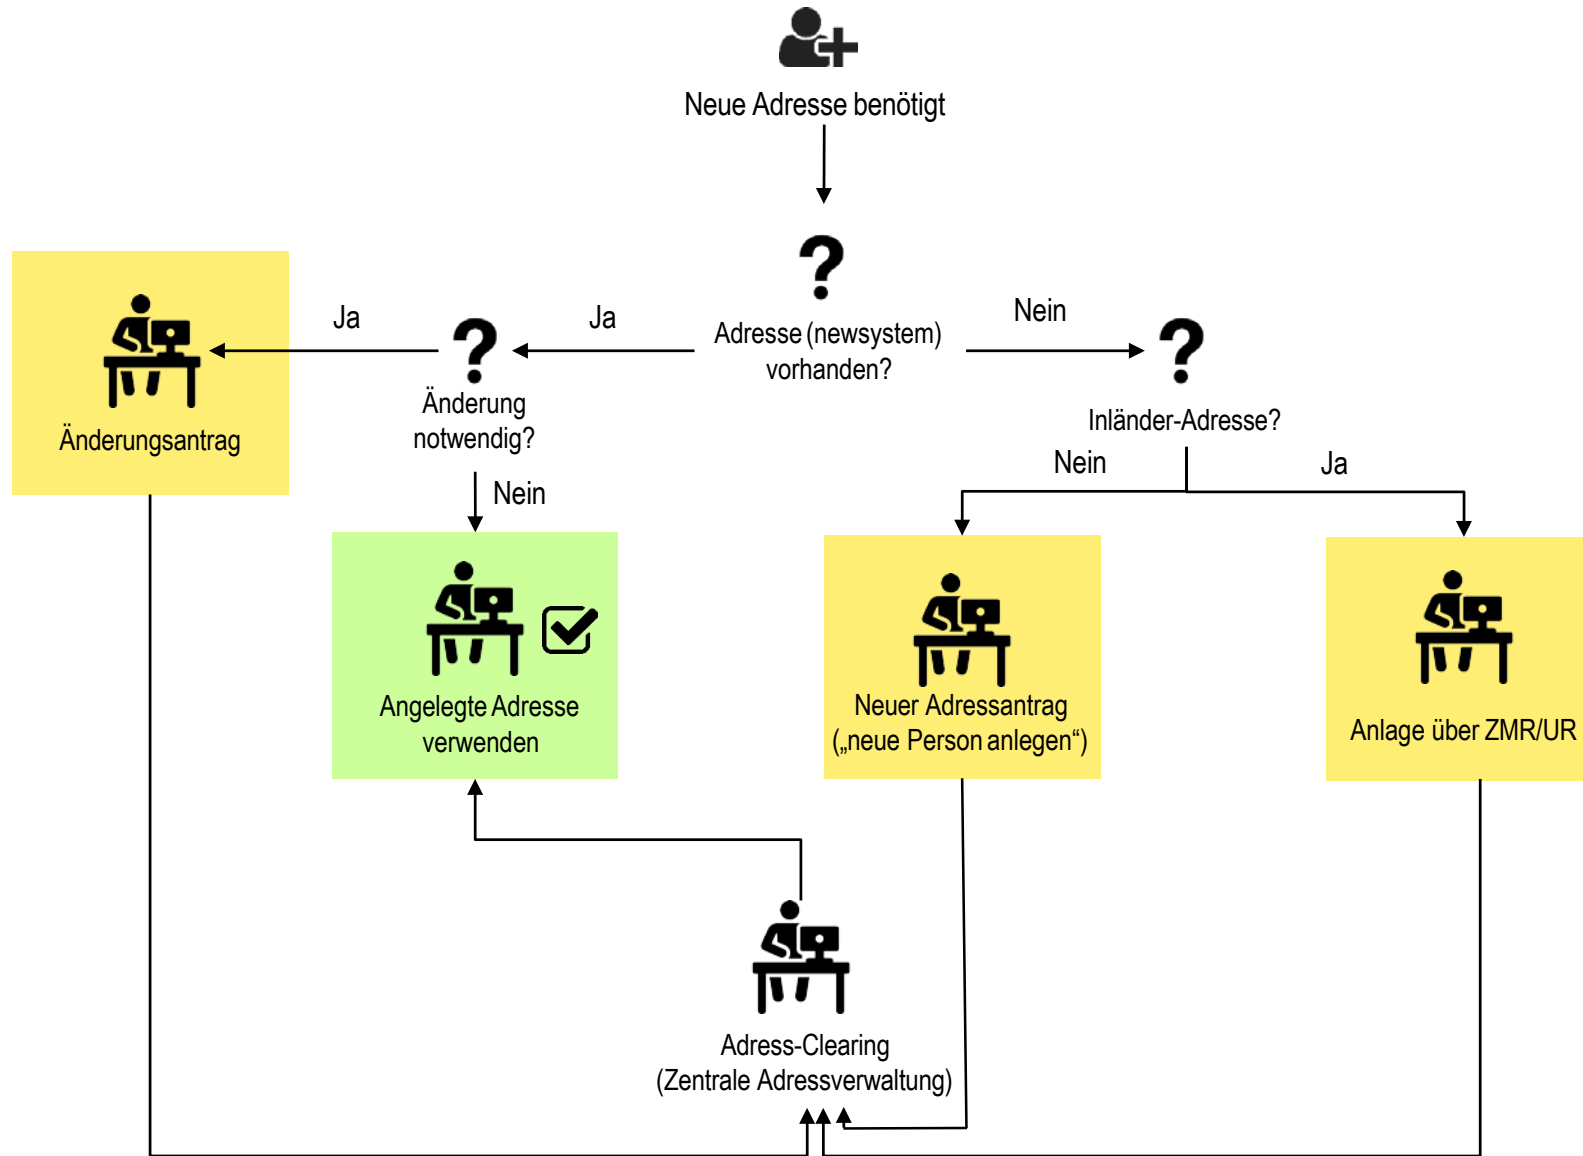 Neue Adresse benötigt
Ja
Ja
Adresse (newsystem)
vorhanden?
Nein
Änderungsantrag
Änderung
notwendig?
Inländer-Adresse?
Nein
Nein
Ja
Angelegte Adresse
verwenden
Neuer Adressantrag
(„neue Person anlegen“)
Anlage über ZMR/UR
Adress-Clearing
(Zentrale Adressverwaltung)